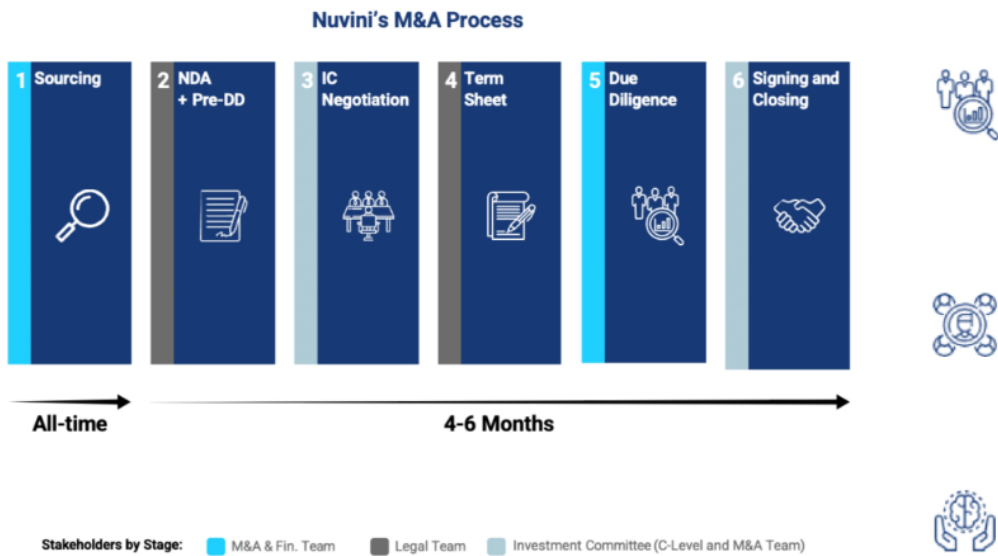 Nuvini's M&A Process
1 Sourcing
2 NDA
+ Pre-DD
3 IC
Negotiation
4 Term
Sheet
5 Due
Diligence
6 Signing and
Closing
All-time
4-6 Months
Stakeholders by Stage: M&A & Fin. Team Legal Team Investment Committee (C-Level and M&A Team)